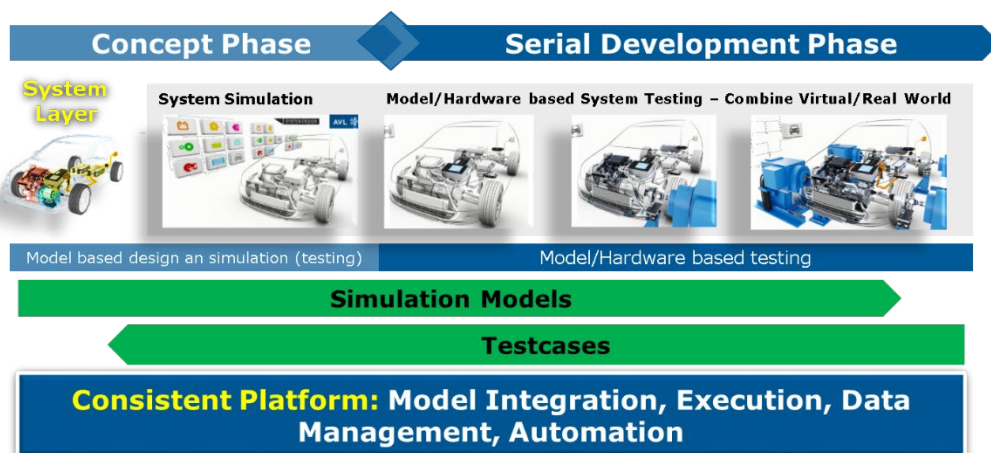 Concept Phase
Serial Development Phase
System
Layer
System Simulation
Model/Hardware based System Testing – Combine Virtual/Real World
AVL
Model based design an simulation (testing)
Model/Hardware based testing
Simulation Models
Testcases
Consistent Platform: Model Integration, Execution, Data
Management, Automation